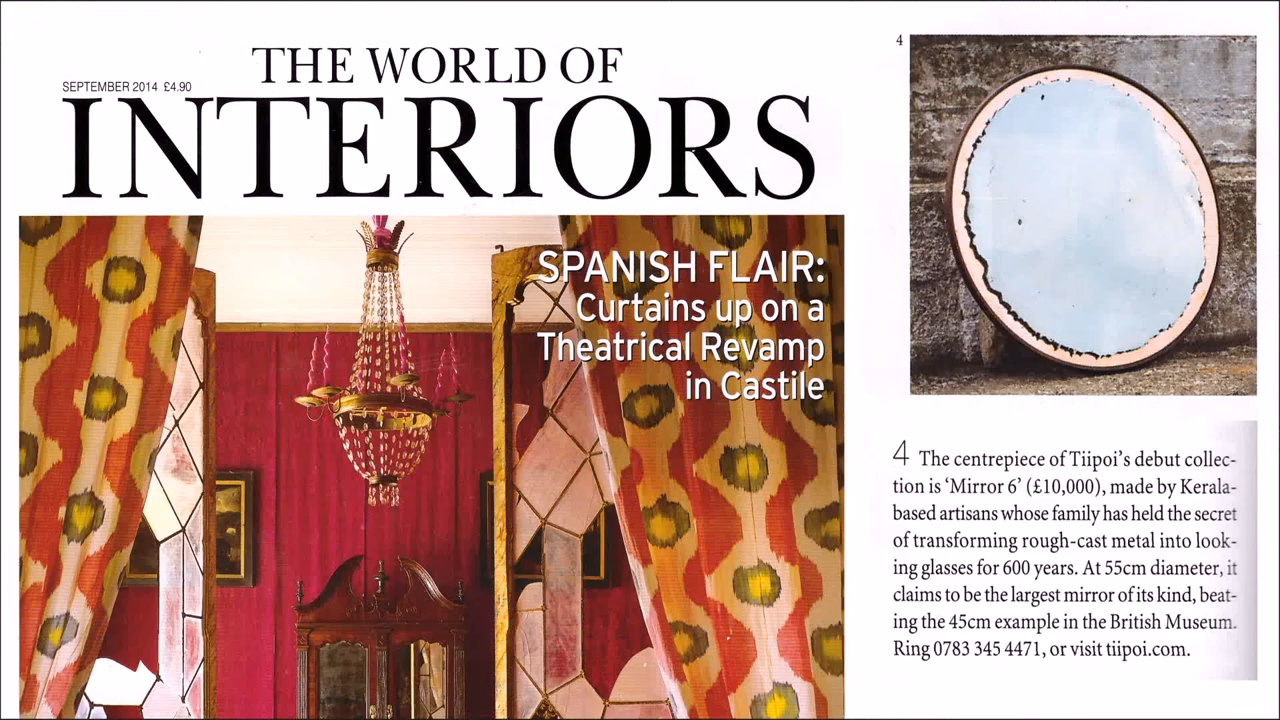 THE WORLD OF
SEPTEMBER 2014 £4.90
INTERIORS
SPANISH FLAIR:
Curtains up on a
Theatrical Revamp
in Castile
4
4 The centrepiece of Tiipoi's debut collec-
tion is 'Mirror 6' (£10,000), made by Kerala-
based artisans whose family has held the secret
of transforming rough-cast metal into look-
ing glasses for 600 years. At 55cm diameter, it
claims to be the largest mirror of its kind, beat-
ing the 45cm example in the British Museum.
Ring 0783 345 4471, or visit tiipoi.com.